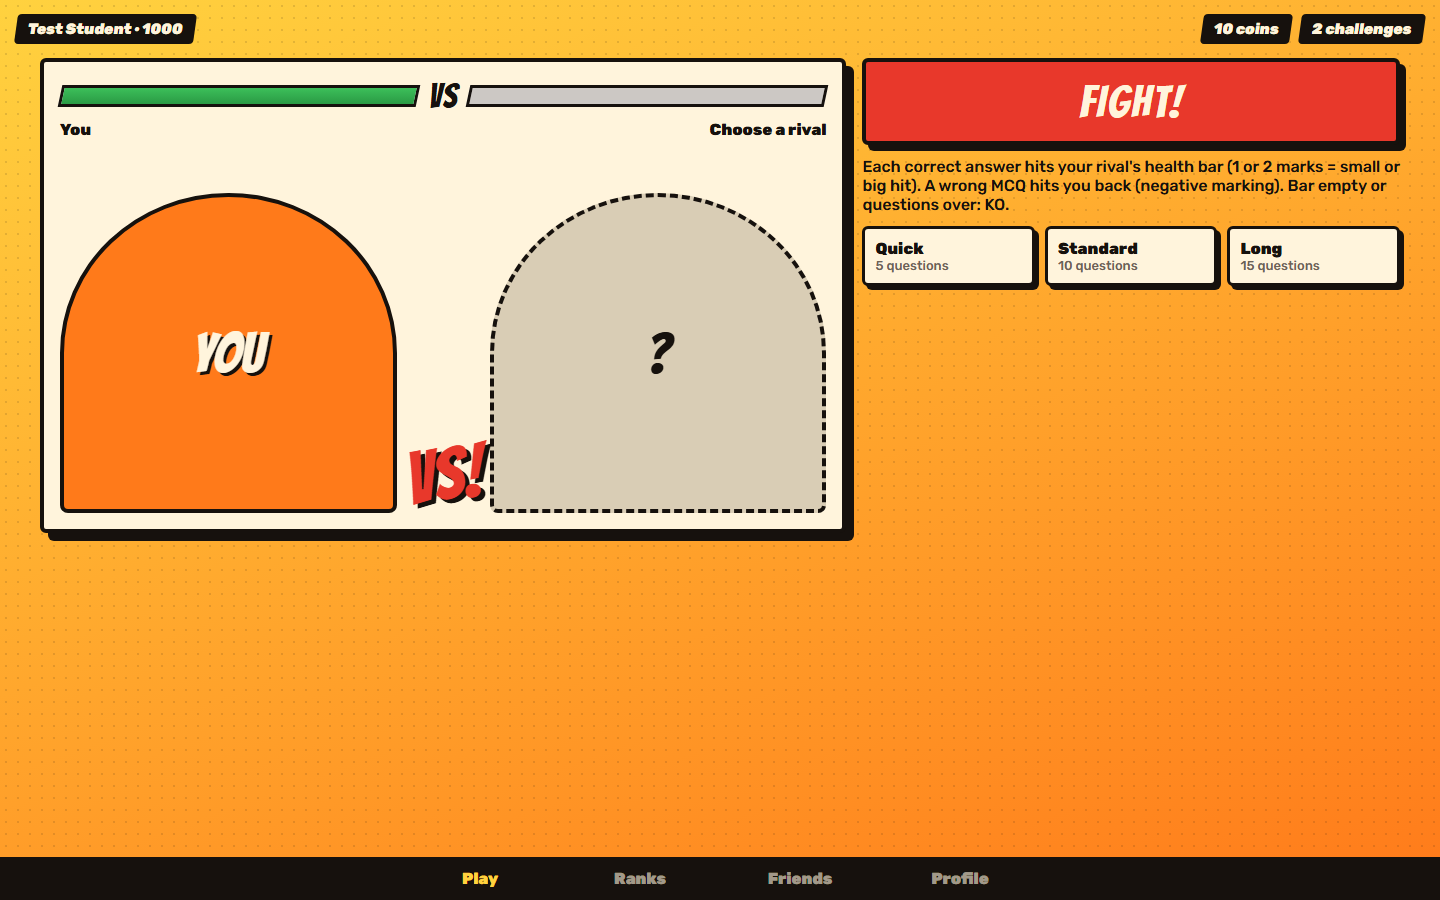 Test Student • 1000
10 coins
2 challenges
VS
You
Choose a rival
YOU
?
VS!
FIGHT!
Each correct answer hits your rival's health bar (1 or 2 marks = small or
big hit). A wrong MCQ hits you back (negative marking). Bar empty or
questions over: KO.
Quick
5 questions
Standard
10 questions
Long
15 questions
Play
Ranks
Friends
Profile